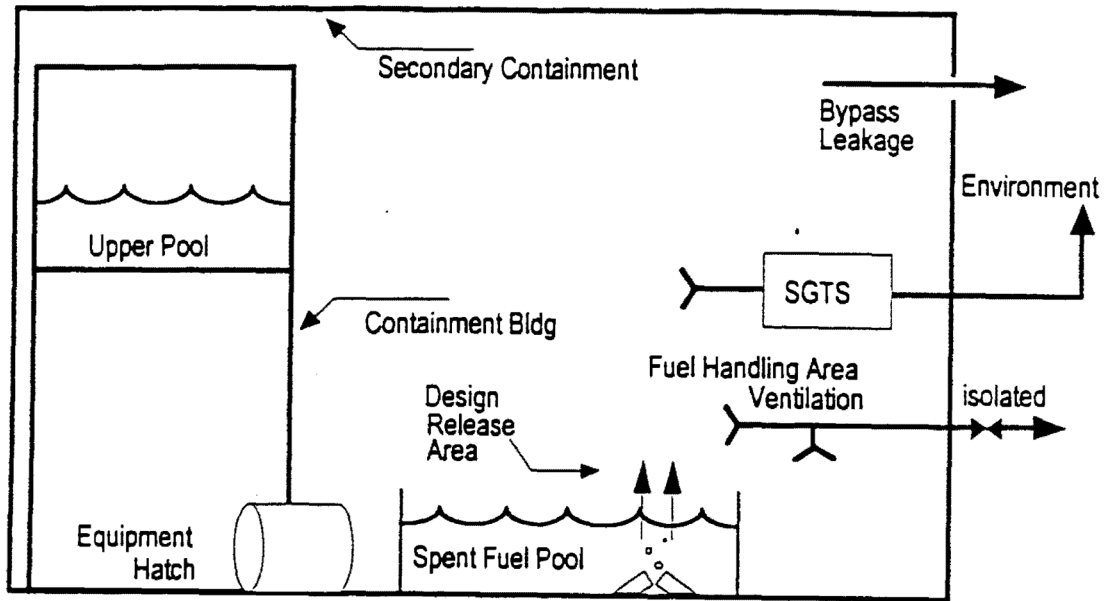 Secondary Containment
Bypass
Leakage
Environment
Upper Pool
SGTS
Containment Bldg
Fuel Handling Area
Ventilation
isolated
Design
Release
Area
Equipment
Hatch
Spent Fuel Pool